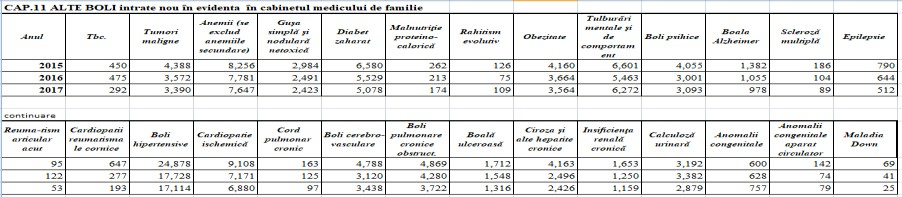 CAP.11 ALTE BOLI intrate nou în evidenta în cabinetul medicului de familie
Anul Tbc. Tumori maligne Anemii (se exclud anemiile secundare) Guşa simplă şi nodulară netoxică Diabet zaharat Malnutriţie proteino-calorică Rahitism evolutiv Obezitate Tulburări mentale şi de comportament Boli psihice Boala Alzheimer Scleroză multiplă Epilepsie
2015 450 4,388 8,256 2,984 6,580 262 126 4,160 6,601 4,055 1,382 186 790
2016 475 3,572 7,781 2,491 5,529 213 75 3,664 5,463 3,001 1,055 104 644
2017 292 3,390 7,647 2,423 5,078 174 109 3,564 6,272 3,093 978 89 512
continuare
Reuma-tism articular acut Cardiopatii reumatismale cornice Boli hipertensive Cardiopatie ischemică Cord pulmonar cronic Boli cerebro-vasculare Boli pulmonare cronice obstruct. Boală ulceroasă Ciroza şi alte hepatite cronice Insificienţa renală cronică Calculoză urinară Anomalii congenitale Anomalii congenitale aparat circulator Maladia Down
95 647 24,878 9,108 163 4,788 4,869 1,712 4,163 1,653 3,192 600 142 69
122 277 17,728 7,171 125 3,120 4,280 1,548 2,496 1,250 3,382 628 74 41
53 193 17,114 6,880 97 3,438 3,722 1,316 2,426 1,159 2,879 757 79 25